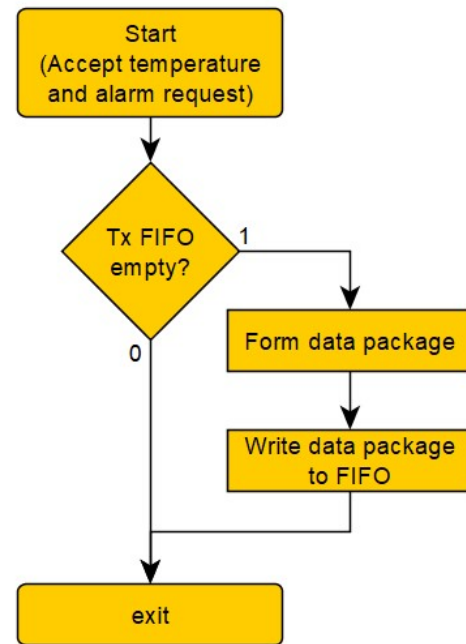 Start
(Accept temperature
and alarm request)
Tx FIFO
empty?
1
0
Form data package
Write data package
to FIFO
exit